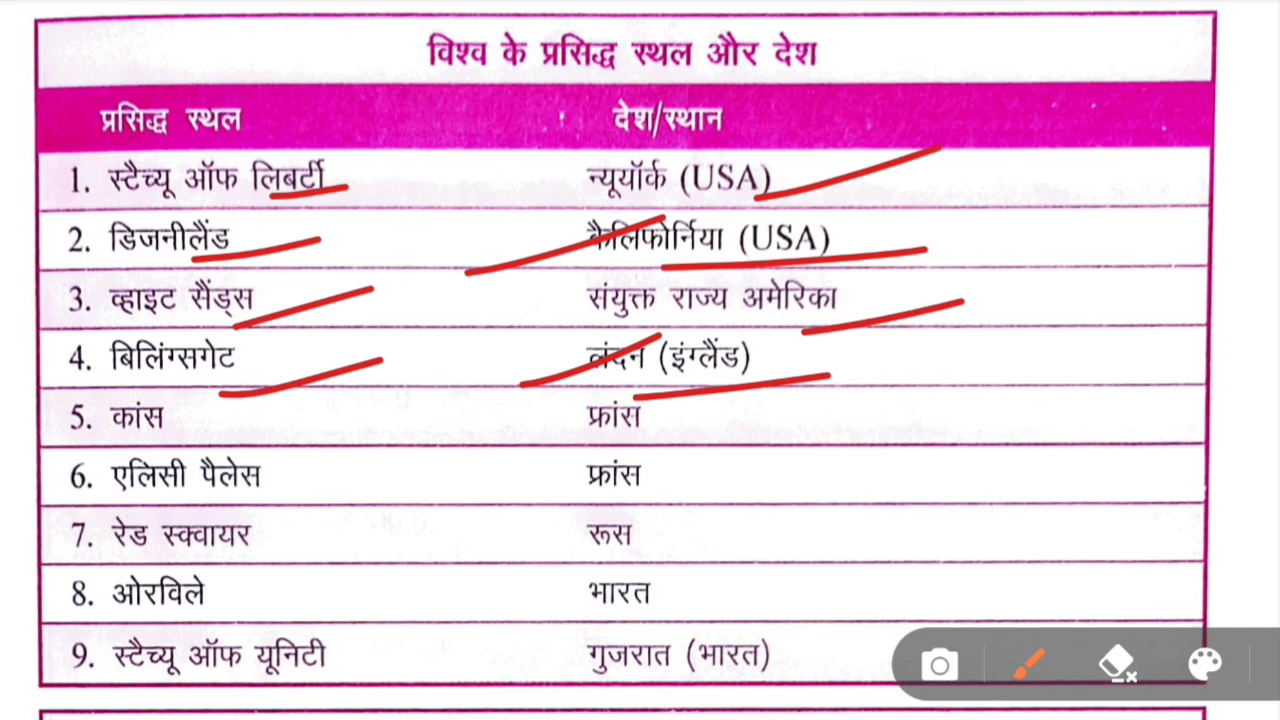 विश्व के प्रसिद्ध स्थल और देश
प्रसिद्ध स्थल देश/स्थान
1. स्टैच्यू ऑफ लिबर्टी न्यूयॉर्क (USA)
2. डिजनीलैंड कैलिफोर्निया (USA)
3. व्हाइट सैंड्स संयुक्त राज्य अमेरिका
4. बिलिंग्सगेट लंदन (इंग्लैंड)
5. कांस फ्रांस
6. एलिसी पैलेस फ्रांस
7. रेड स्क्वायर रूस
8. ओरविले भारत
9. स्टैच्यू ऑफ यूनिटी गुजरात (भारत)